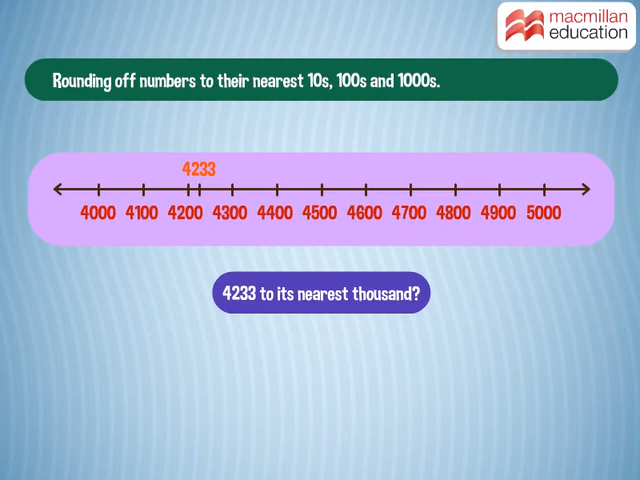 macmillan
education
Rounding off numbers to their nearest 10s, 100s and 1000s.
4233
4000 4100 4200 4300 4400 4500 4600 4700 4800 4900 5000
4233 to its nearest thousand?